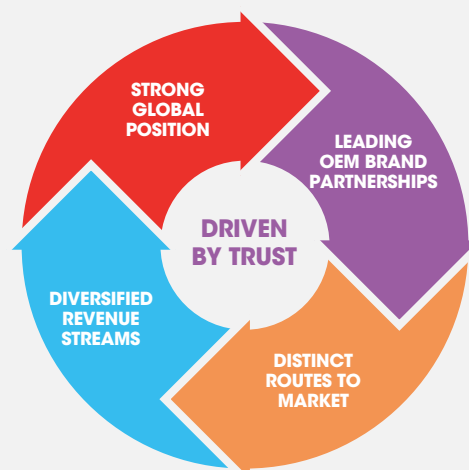 STRONG
GLOBAL
POSITION
LEADING
OEM BRAND
PARTNERSHIPS
DRIVEN
BY TRUST
DIVERSIFIED
REVENUE
STREAMS
DISTINCT
ROUTES TO
MARKET